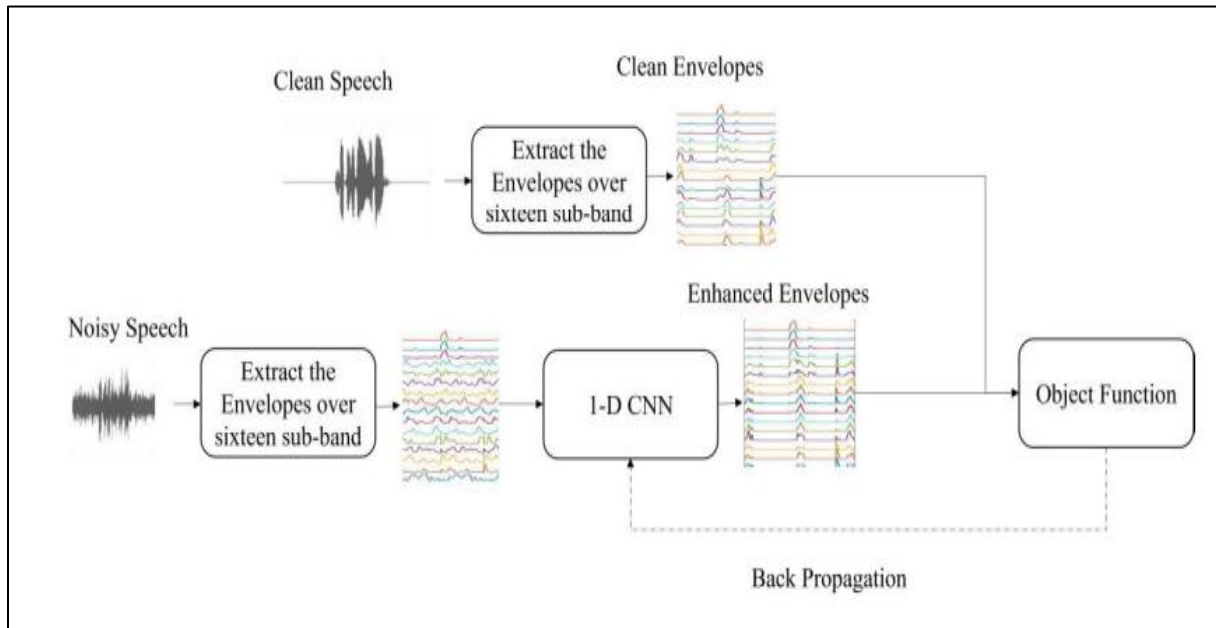 Clean Speech
Extract the
Envelopes over
sixteen sub-band
Clean Envelopes
Noisy Speech
Extract the
Envelopes over
sixteen sub-band
1-D CNN
Enhanced Envelopes
Object Function
Back Propagation